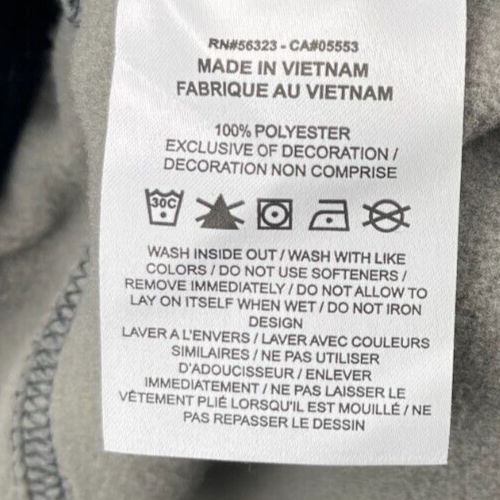 RN#56323 - CA#05553
MADE IN VIETNAM
FABRIQUE AU VIETNAM
100% POLYESTER
EXCLUSIVE OF DECORATION /
DECORATION NON COMPRISE
30C
WASH INSIDE OUT / WASH WITH LIKE
COLORS / DO NOT USE SOFTENERS /
REMOVE IMMEDIATELY / DO NOT ALLOW TO
LAY ON ITSELF WHEN WET / DO NOT IRON
DESIGN
LAVER A L'ENVERS / LAVER AVEC COULEURS
SIMILAIRES / NE PAS UTILISER
D'ADOUCISSEUR / ENLEVER
IMMEDIATEMENT / NE PAS LAISSER LE
VÊTEMENT PLIÉ LORSQU'IL EST MOUILLÉ / NE
PAS REPASSER LE DESSIN